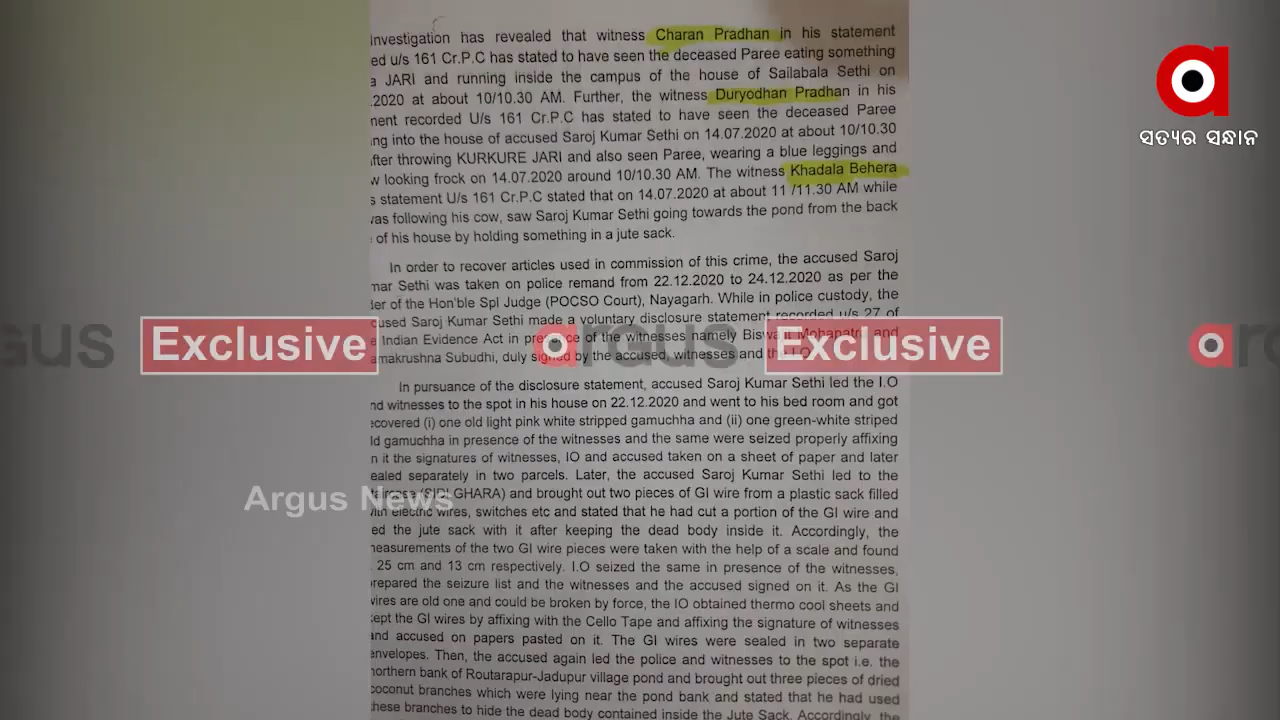 investigation has revealed that witness Charan Pradhan in his statement
ed u/s 161 Cr.P.C has stated to have seen the deceased Paree eating something
a JARI and running inside the campus of the house of Sailabala Sethi on
.2020 at about 10/10.30 AM. Further, the witness Duryodhan Pradhan in his
ment recorded U/s 161 Cr.P.C has stated to have seen the deceased Paree
ng into the house of accused Saroj Kumar Sethi on 14.07.2020 at about 10/10.30
fter throwing KURKURE JARI and also seen Paree, wearing a blue leggings and
w looking frock on 14.07.2020 around 10/10.30 AM. The witness Khadala Behera
s statement U/s 161 Cr.P.C stated that on 14.07.2020 at about 11 /11.30 AM while
was following his cow, saw Saroj Kumar Sethi going towards the pond from the back
of his house by holding something in a jute sack.
In order to recover articles used in commission of this crime, the accused Saroj
mar Sethi was taken on police remand from 22.12.2020 to 24.12.2020 as per the
der of the Hon'ble Spl Judge (POCSO Court), Nayagarh. While in police custody, the
cused Saroj Kumar Sethi made a voluntary disclosure statement recorded u/s 27 of
e Indian Evidence Act in presence of the witnesses namely Biswajit Mohapatra and
amakrushna Subudhi, duly signed by the accused, witnesses and the I.O
In pursuance of the disclosure statement, accused Saroj Kumar Sethi led the I.O
nd witnesses to the spot in his house on 22.12.2020 and went to his bed room and got
ecovered (i) one old light pink white stripped gamuchha and (ii) one green-white striped
ld gamuchha in presence of the witnesses and the same were seized properly affixing
n it the signatures of witnesses, IO and accused taken on a sheet of paper and later
ealed separately in two parcels. Later, the accused Saroj Kumar Sethi led to the
(SIDI GHARA) and brought out two pieces of GI wire from a plastic sack filled
with electric wires, switches etc and stated that he had cut a portion of the GI wire and
ed the jute sack with it after keeping the dead body inside it. Accordingly, the
measurements of the two GI wire pieces were taken with the help of a scale and found
25 cm and 13 cm respectively. I.O seized the same in presence of the witnesses,
repared the seizure list and the witnesses and the accused signed on it. As the GI
wires are old one and could be broken by force, the IO obtained thermo cool sheets and
kept the GI wires by affixing with the Cello Tape and affixing the signature of witnesses
and accused on papers pasted on it. The GI wires were sealed in two separate
envelopes. Then, the accused again led the police and witnesses to the spot i.e. the
northern bank of Routarapur-Jadupur village pond and brought out three pieces of dried
coconut branches which were lying near the pond bank and stated that he had used
these branches to hide the dead body contained inside the Jute Sack. Accordingly, the
ସତ୍ୟର ସନ୍ଧାନ
gus Exclusive argus Exclusive ar
Argus News